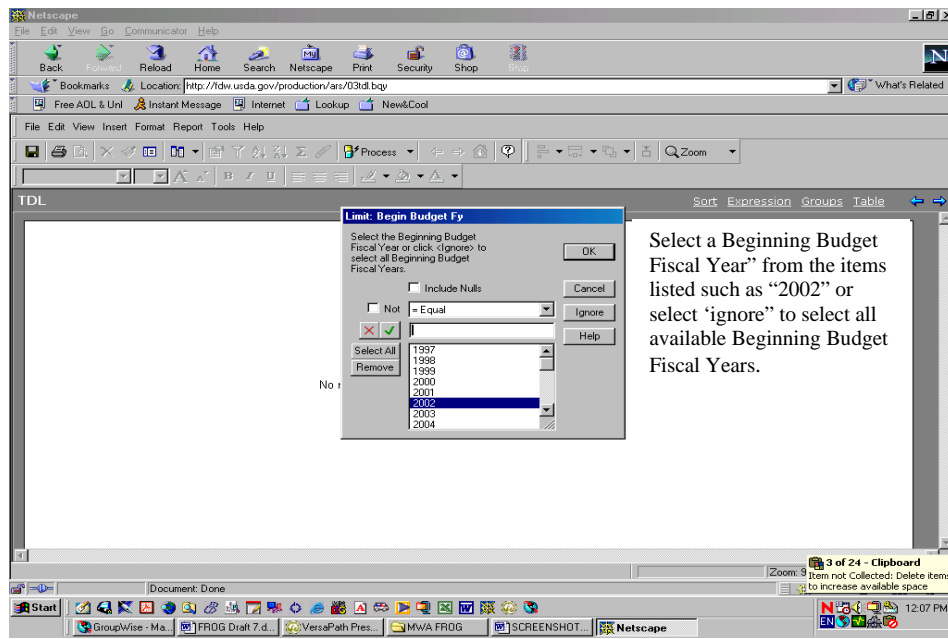 Netscape
File Edit View Go Communicator Help
Back Forward Reload Home Search Netscape Print Security Shop Stop
Bookmarks Location: http://fdw.usda.gov/production/ars/03tdl.bqy What's Related
Free AOL & Unl Instant Message Internet Lookup New&Cool
File Edit View Insert Format Report Tools Help
Process Zoom
B I U
TDL Sort Expression Groups Table
Limit: Begin Budget Fy
Select the Beginning Budget
Fiscal Year or click <Ignore> to
select all Beginning Budget
Fiscal Years.
OK
Include Nulls
Cancel
Not = Equal
Ignore
Help
Select All
Remove
1997
1998
1999
2000
2001
2002
2003
2004
No r
Select a Beginning Budget
Fiscal Year” from the items
listed such as “2002” or
select ‘ignore” to select all
available Beginning Budget
Fiscal Years.
Zoom: 9
3 of 24 - Clipboard
Item not Collected: Delete items
to increase available space
Document: Done
Start
12:07 PM
GroupWise - Ma... FROG Draft 7.d... VersaPath Pres... MWA FROG SCREENSHOT... Netscape
EN